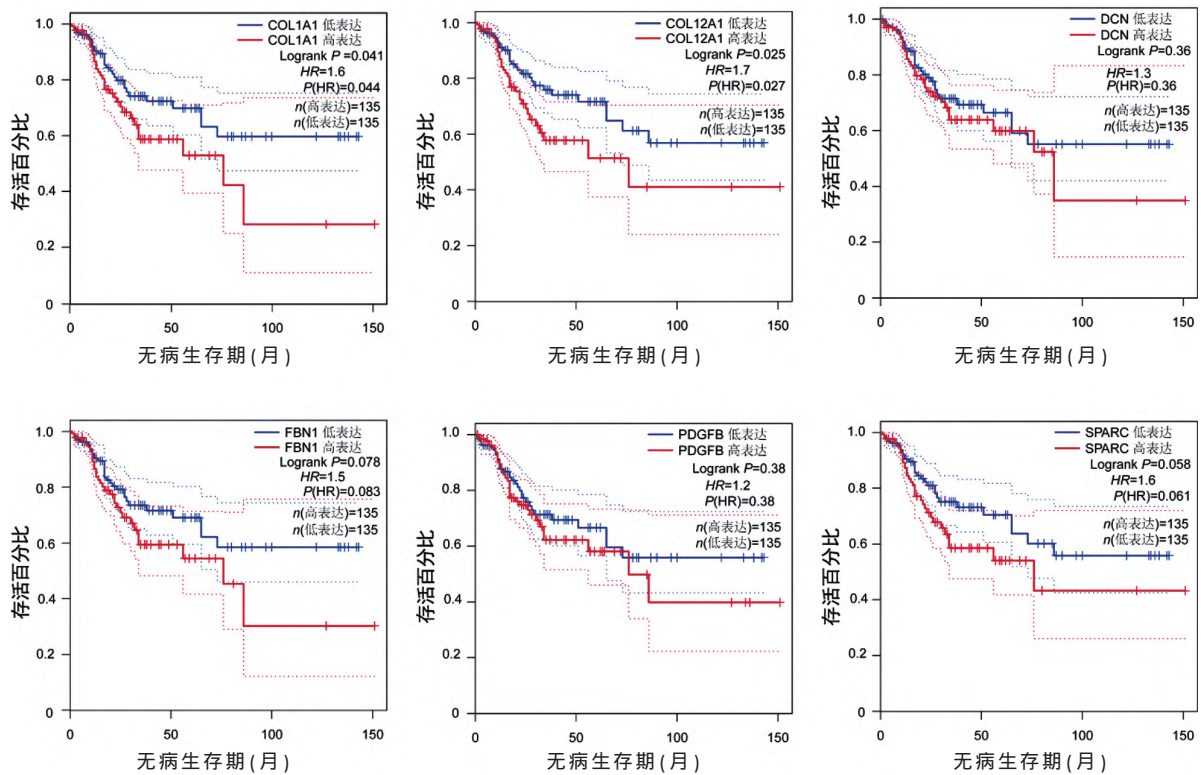 COL1A1 低表达
COL1A1 高表达
Logrank P =0.041
HR=1.6
P(HR)=0.044
n(高表达)=135
n(低表达)=135
1.0
0.8
0.6
0.4
0.2
0
存活百分比
0 50 100 150
无病生存期(月)
COL12A1 低表达
COL12A1 高表达
Logrank P=0.025
HR=1.7
P(HR)=0.027
n(高表达)=135
n(低表达)=135
1.0
0.8
0.6
0.4
0.2
0
存活百分比
0 50 100 150
无病生存期(月)
DCN 低表达
DCN 高表达
Logrank P=0.36
HR=1.3
P(HR)=0.36
n(高表达)=135
n(低表达)=135
1.0
0.8
0.6
0.4
0.2
0
存活百分比
0 50 100 150
无病生存期(月)
FBN1 低表达
FBN1 高表达
Logrank P=0.078
HR=1.5
P(HR)=0.083
n(高表达)=135
n(低表达)=135
1.0
0.8
0.6
0.4
0.2
0
存活百分比
0 50 100 150
无病生存期(月)
PDGFB 低表达
PDGFB 高表达
Logrank P=0.38
HR=1.2
P(HR)=0.38
n(高表达)=135
n(低表达)=135
1.0
0.8
0.6
0.4
0.2
0
存活百分比
0 50 100 150
无病生存期(月)
SPARC 低表达
SPARC 高表达
Logrank P=0.058
HR=1.6
P(HR)=0.061
n(高表达)=135
n(低表达)=135
1.0
0.8
0.6
0.4
0.2
0
存活百分比
0 50 100 150
无病生存期(月)